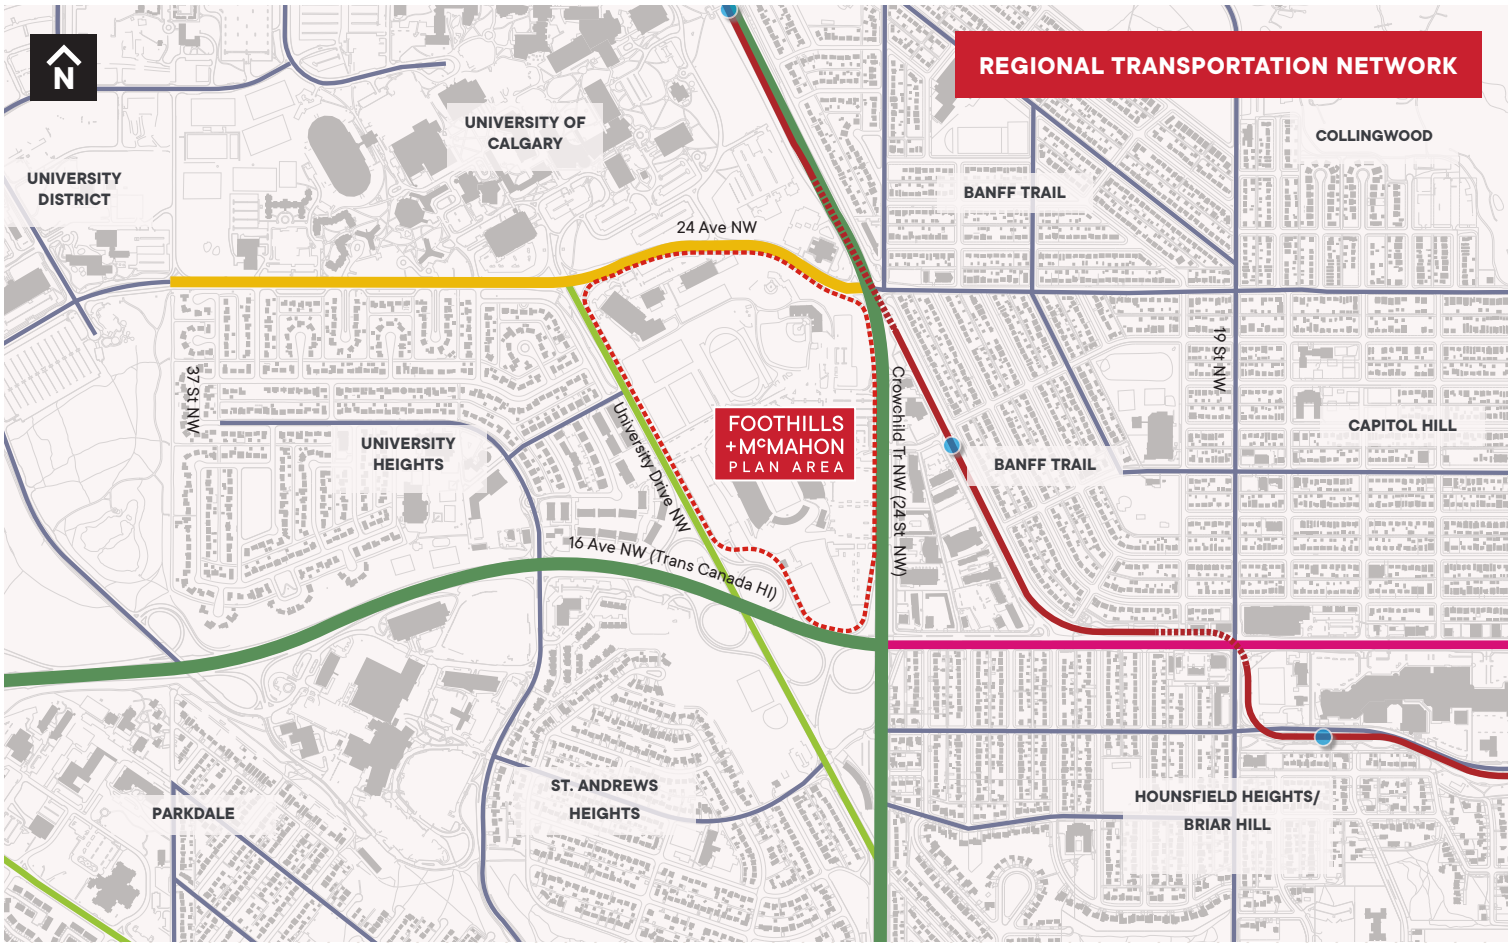 N
REGIONAL TRANSPORTATION NETWORK
UNIVERSITY OF
CALGARY
COLLINGWOOD
UNIVERSITY
DISTRICT
BANFF TRAIL
24 Ave NW
19 St NW
37 St NW
Crowchild Tr NW (24 St NW)
University Drive NW
FOOTHILLS
+McMAHON
PLAN AREA
CAPITOL HILL
UNIVERSITY
HEIGHTS
BANFF TRAIL
16 Ave NW (Trans Canada HI)
ST. ANDREWS
HEIGHTS
HOUNSFIELD HEIGHTS/
BRIAR HILL
PARKDALE